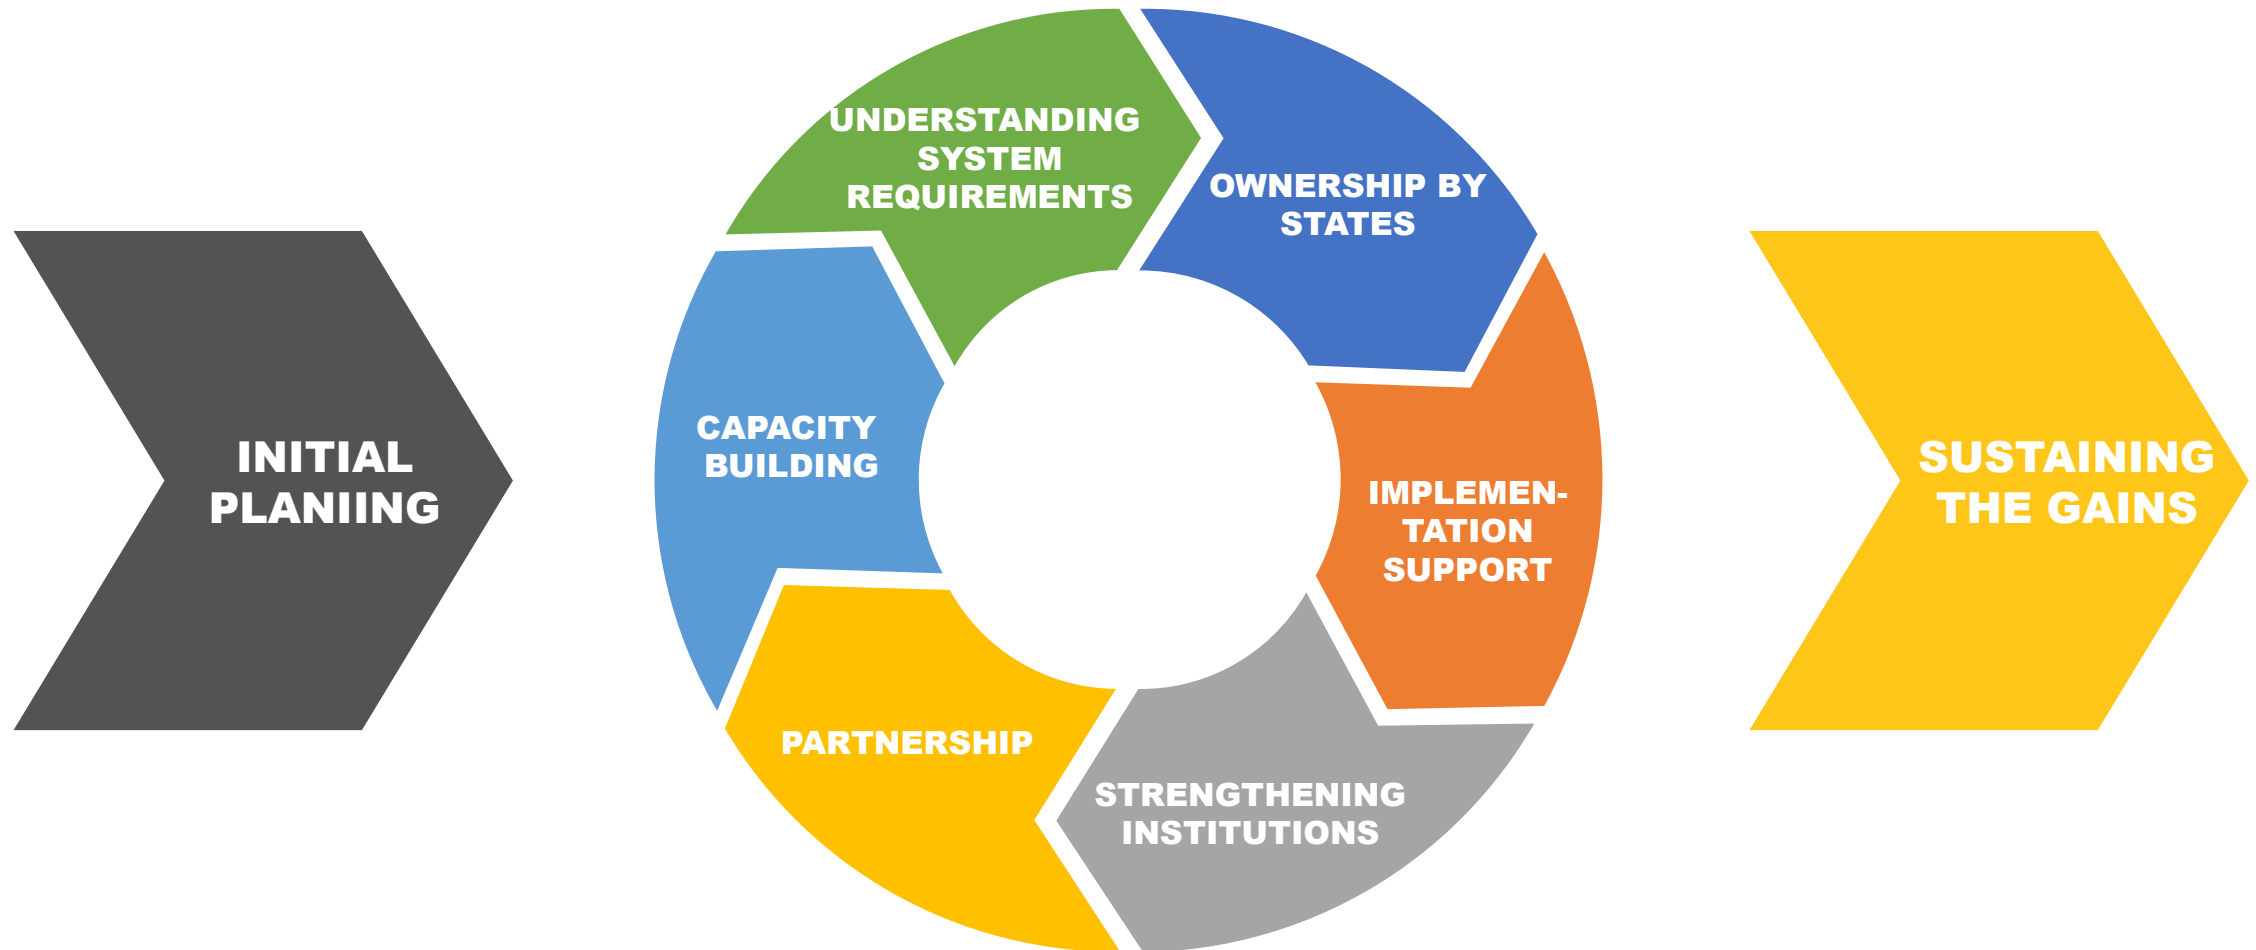 INITIAL
PLANIING
UNDERSTANDING
SYSTEM
REQUIREMENTS
OWNERSHIP BY
STATES
IMPLEMEN-
TATION
SUPPORT
STRENGTHENING
INSTITUTIONS
PARTNERSHIP
CAPACITY
BUILDING
SUSTAINING
THE GAINS